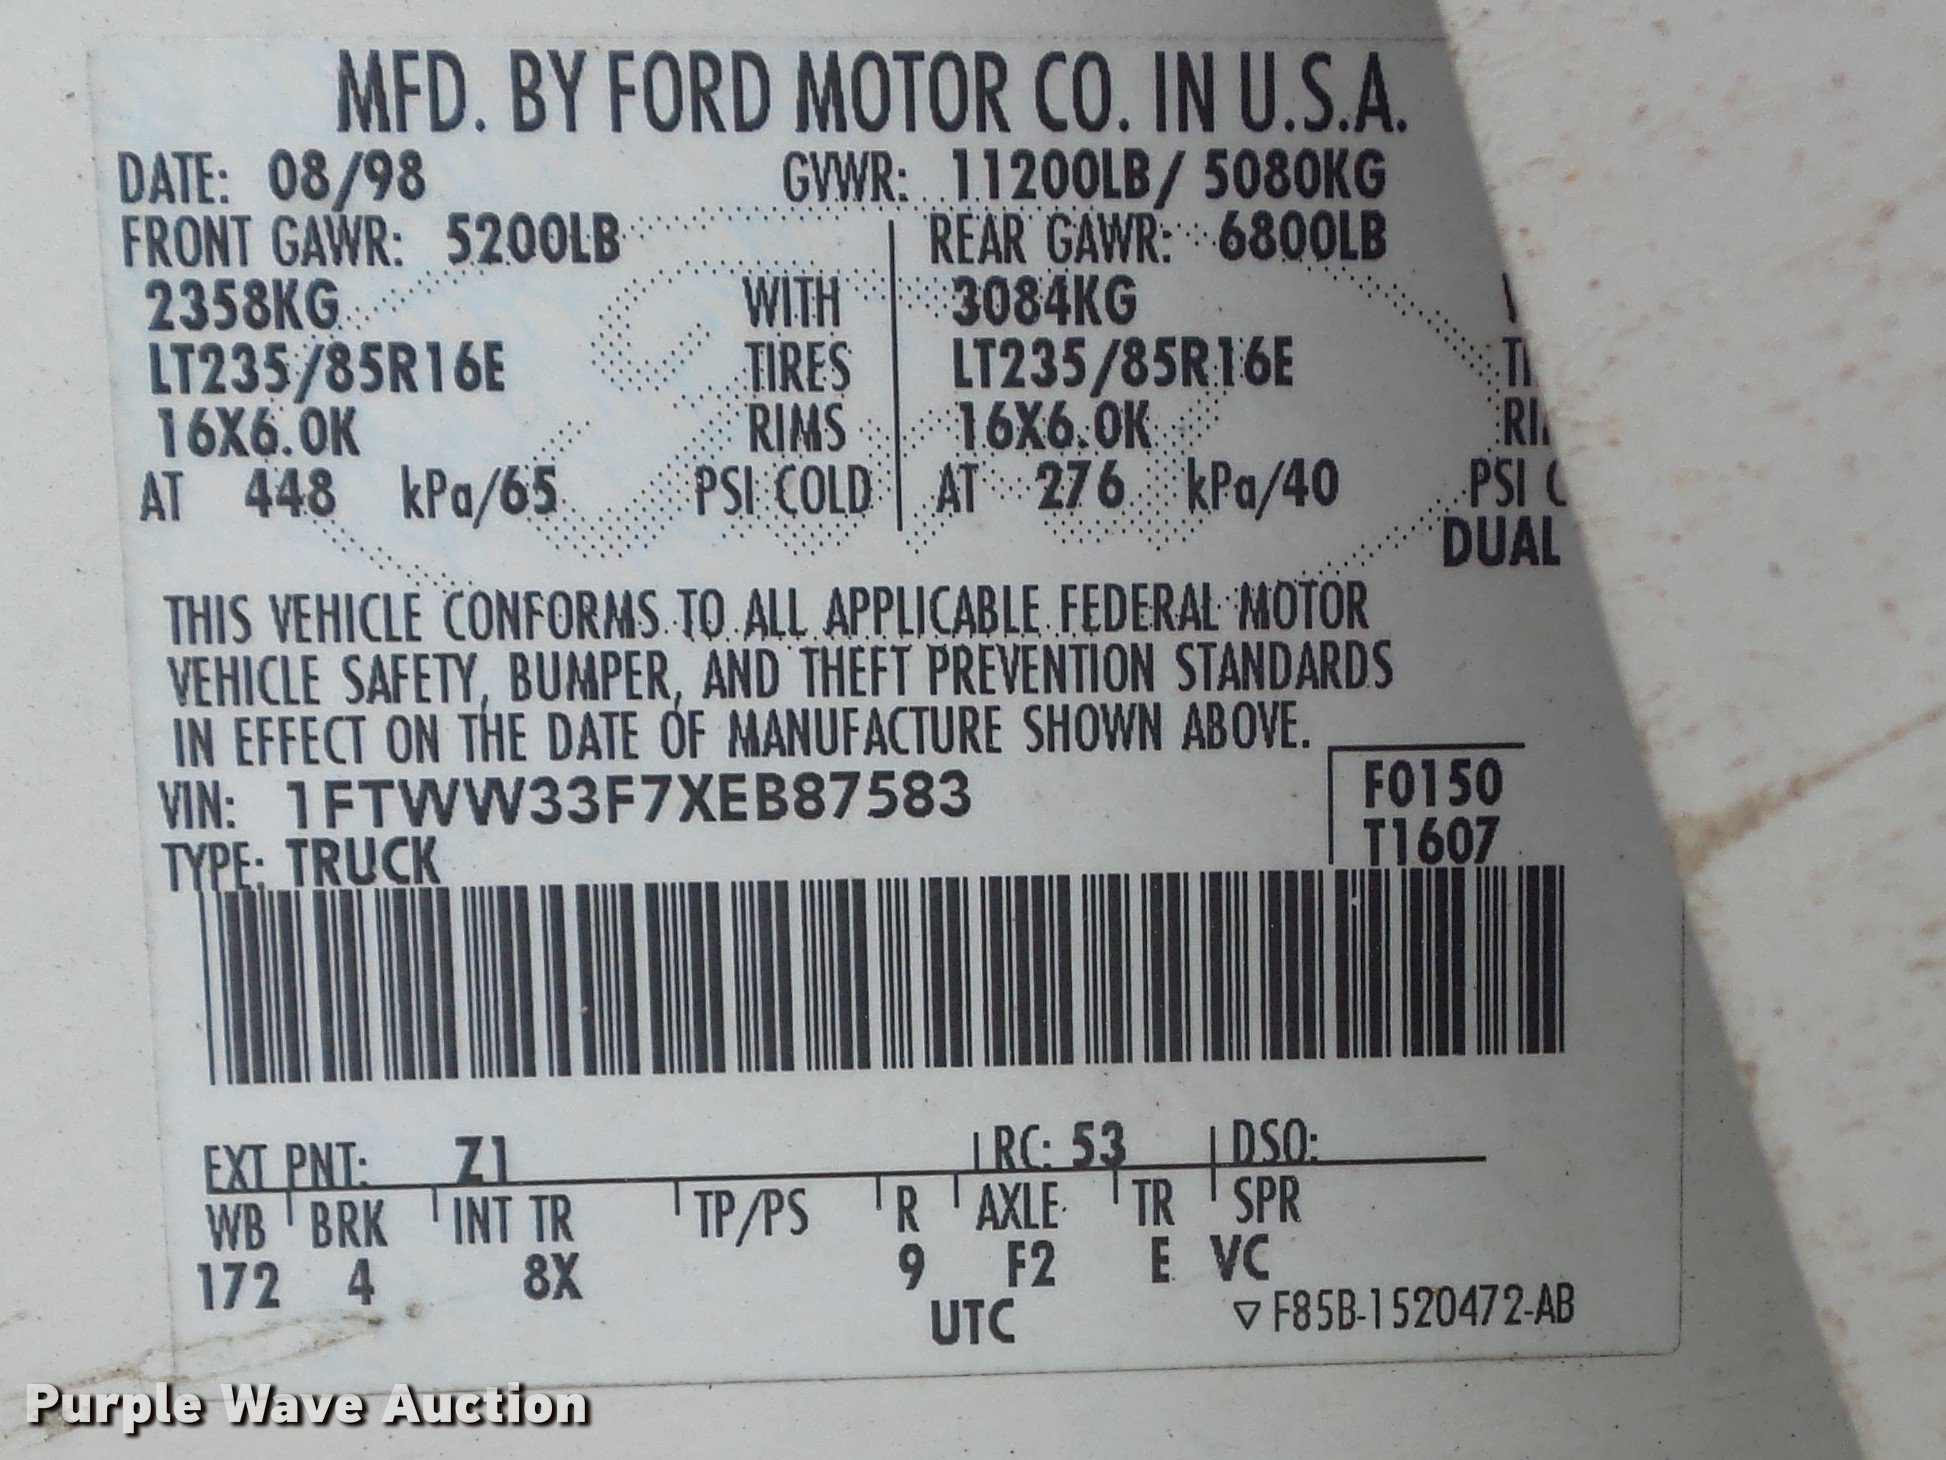 MFD. BY FORD MOTOR CO. IN U.S.A.
DATE: 08/98 GVWR: 11200LB/ 5080KG
FRONT GAWR: 5200LB REAR GAWR: 6800LB
2358KG WITH 3084KG
LT235/85R16E TIRES LT235/85R16E
16X6.0K RIMS 16X6.0K
AT 448 kPa/65 PSI COLD AT 276 kPa/40 PSI
DUAL
THIS VEHICLE CONFORMS TO ALL APPLICABLE FEDERAL MOTOR
VEHICLE SAFETY, BUMPER, AND THEFT PREVENTION STANDARDS
IN EFFECT ON THE DATE OF MANUFACTURE SHOWN ABOVE.
VIN: 1FTWW33F7XEB87583 F0150
TYPE: TRUCK T1607
EXT PNT: Z1 RC: 53 DSO:
WB BRK INT TR TP/PS R AXLE TR SPR
172 4 8X 9 F2 E VC
UTC ▽F85B-1520472-AB
Purple Wave Auction